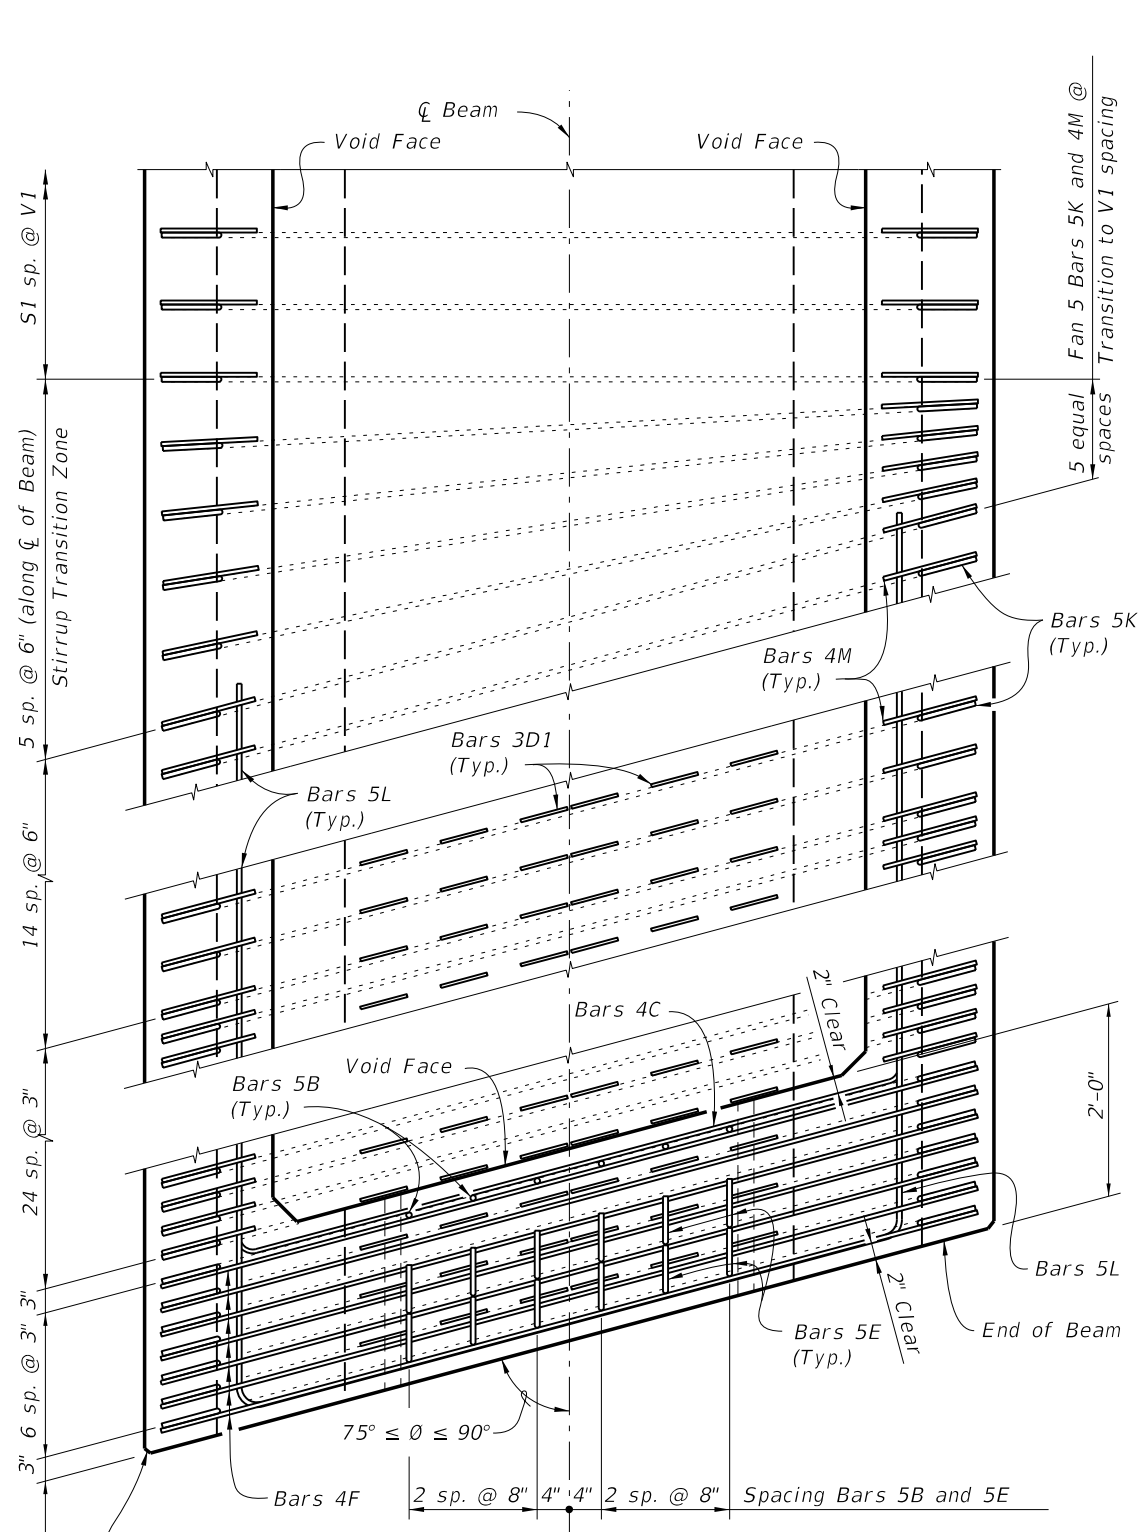 ℄ Beam
Void Face
Void Face
S1 sp. @ V1
Fan 5 Bars 5K and 4M @
Transition to V1 spacing
5 equal
spaces
5 sp. @ 6" (along ℄ of Beam)
Stirrup Transition Zone
Bars 5K
(Typ.)
Bars 4M
(Typ.)
Bars 3D1
(Typ.)
Bars 5L
(Typ.)
14 sp. @ 6"
2" Clear
Bars 4C
Void Face
Bars 5B
(Typ.)
2'-0"
24 sp. @ 3"
Bars 5L
3"
2" Clear
Bars 5E
(Typ.)
End of Beam
6 sp. @ 3"
75° ≤ Ø ≤ 90°
3"
Bars 4F
2 sp. @ 8" 4" 4" 2 sp. @ 8" Spacing Bars 5B and 5E